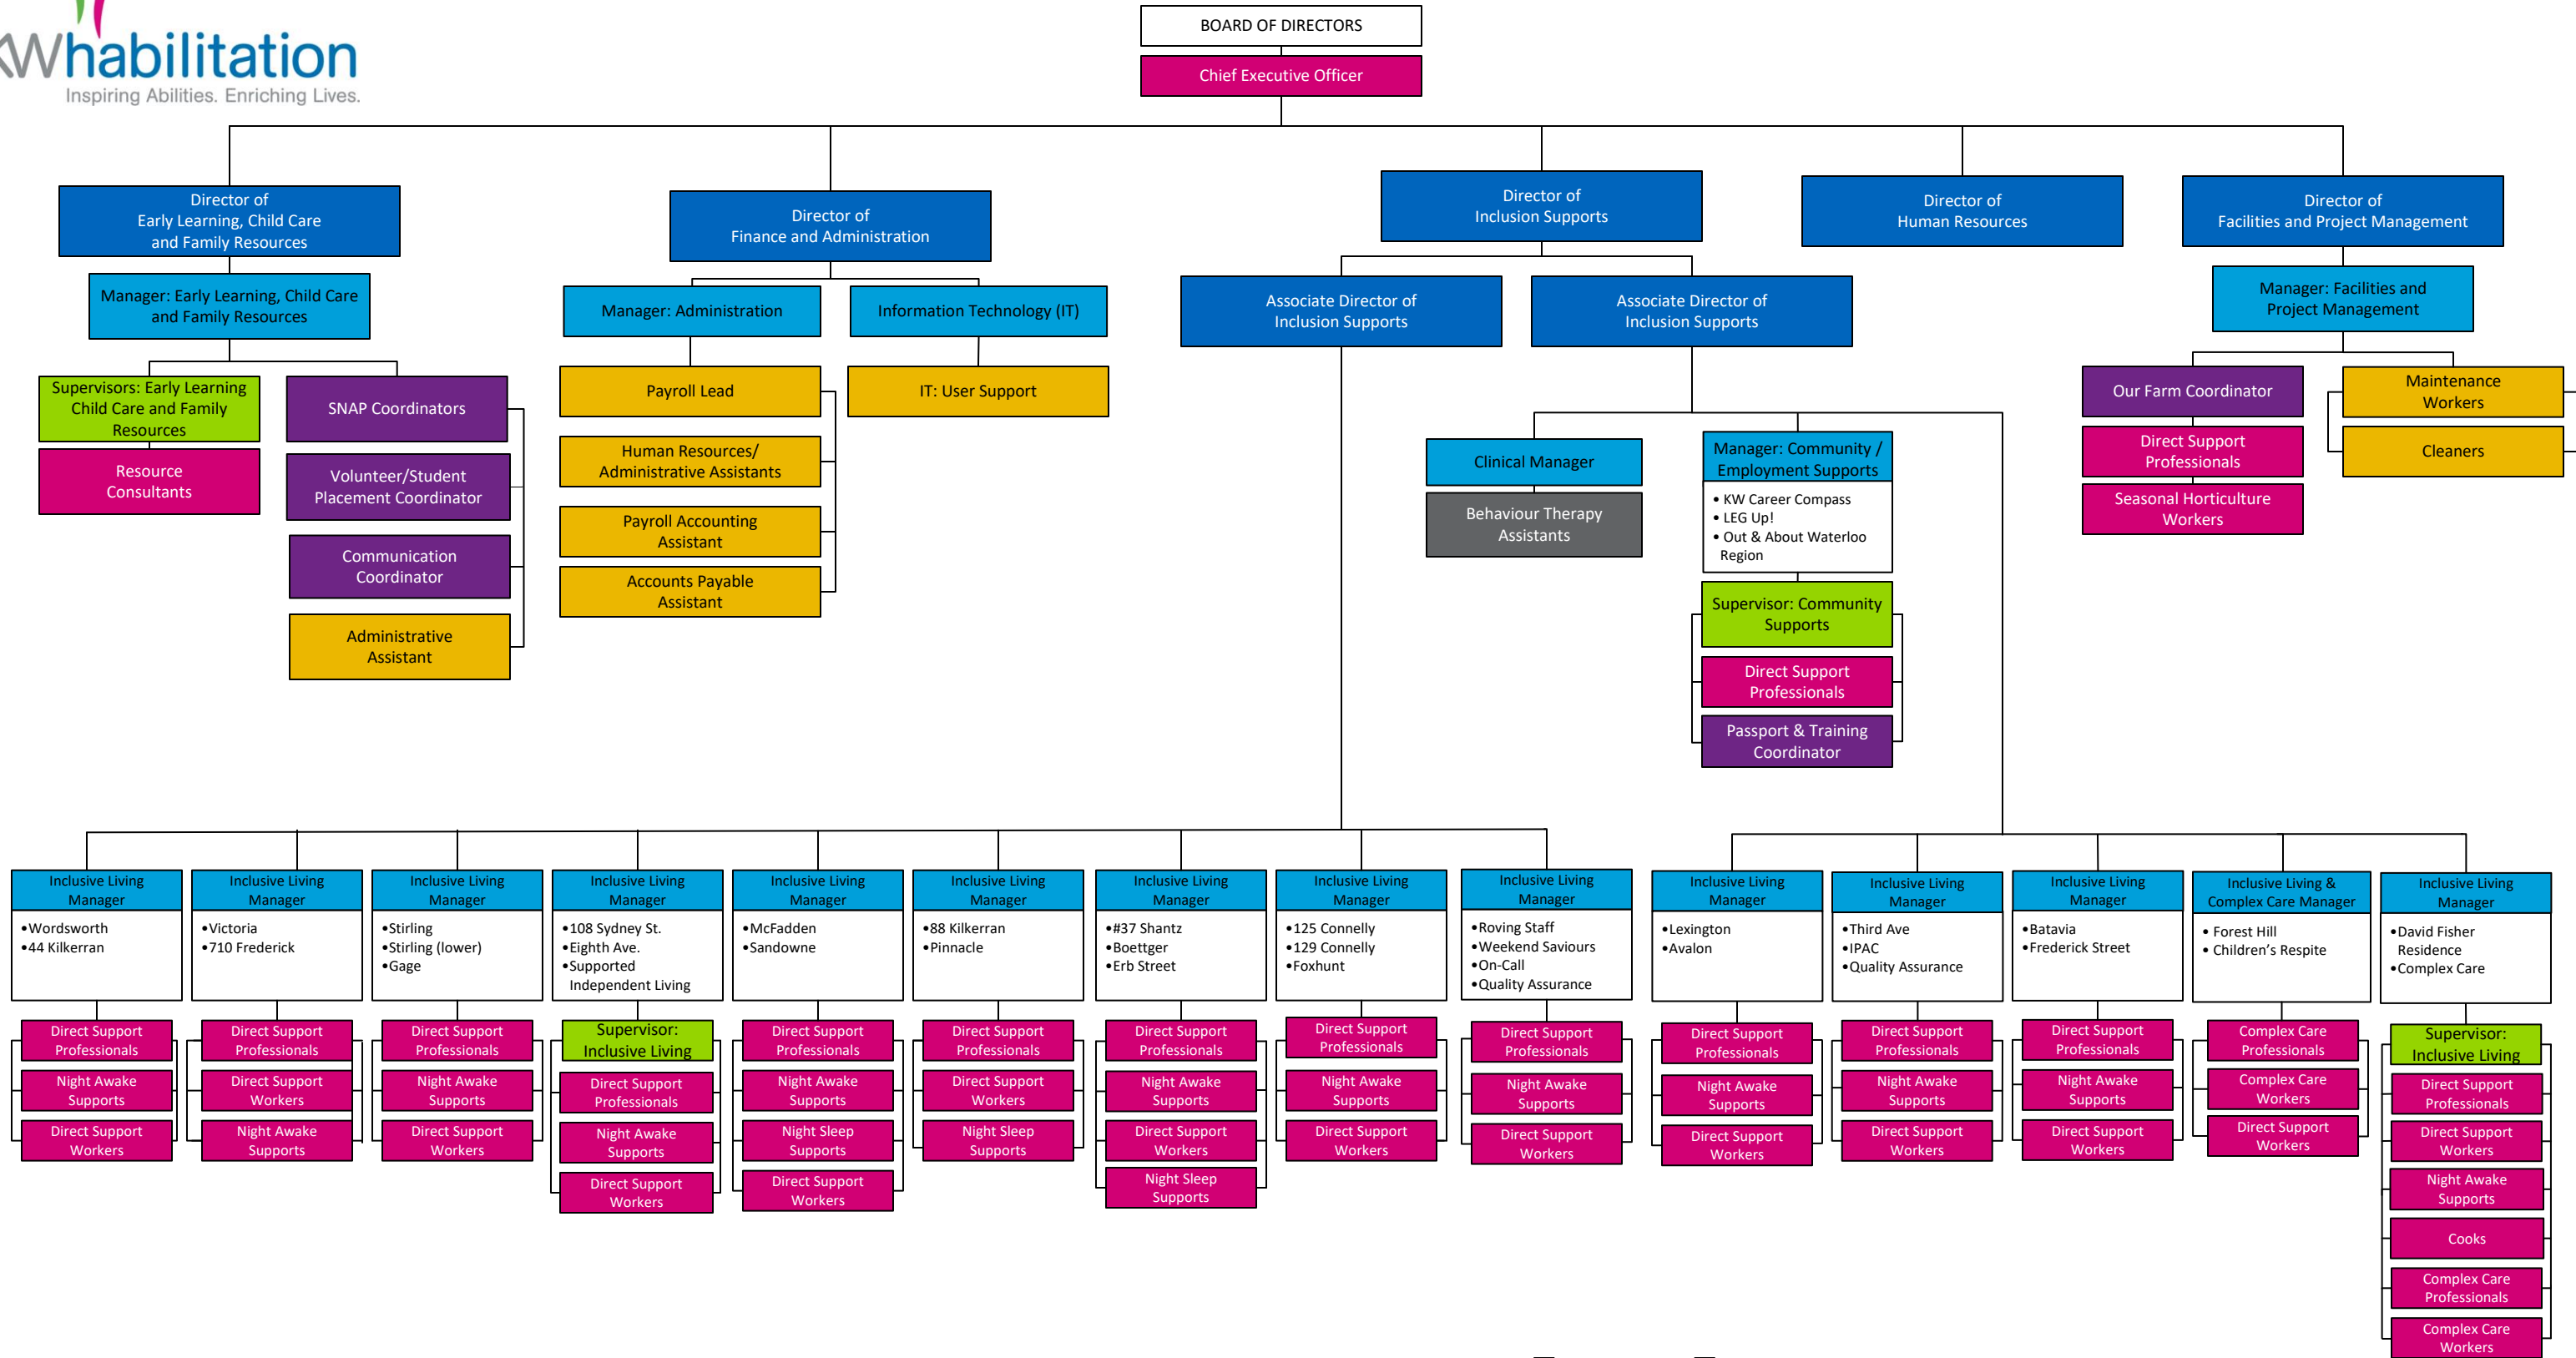 KWhabilitation
Inspiring Abilities. Enriching Lives.
BOARD OF DIRECTORS
Chief Executive Officer
Director of
Early Learning, Child Care
and Family Resources
Director of
Finance and Administration
Director of
Inclusion Supports
Director of
Human Resources
Director of
Facilities and Project Management
Manager: Early Learning, Child Care
and Family Resources
Manager: Administration
Information Technology (IT)
Associate Director of
Inclusion Supports
Associate Director of
Inclusion Supports
Manager: Facilities and
Project Management
Supervisors: Early Learning
Child Care and Family
Resources
Resource
Consultants
SNAP Coordinators
Volunteer/Student
Placement Coordinator
Communication
Coordinator
Administrative
Assistant
Payroll Lead
Human Resources/
Administrative Assistants
Payroll Accounting
Assistant
Accounts Payable
Assistant
IT: User Support
Clinical Manager
Behaviour Therapy
Assistants
Manager: Community /
Employment Supports
• KW Career Compass
• LEG Up!
• Out & About Waterloo
Region
Supervisor: Community
Supports
Direct Support
Professionals
Passport & Training
Coordinator
Our Farm Coordinator
Direct Support
Professionals
Seasonal Horticulture
Workers
Maintenance
Workers
Cleaners
Inclusive Living
Manager
•Wordsworth
•44 Kilkerran
Direct Support
Professionals
Night Awake
Supports
Direct Support
Workers
Inclusive Living
Manager
•Victoria
•710 Frederick
Direct Support
Professionals
Direct Support
Workers
Night Awake
Supports
Inclusive Living
Manager
•Stirling
•Stirling (lower)
•Gage
Direct Support
Professionals
Night Awake
Supports
Direct Support
Workers
Inclusive Living
Manager
•108 Sydney St.
•Eighth Ave.
•Supported
Independent Living
Supervisor:
Inclusive Living
Direct Support
Professionals
Night Awake
Supports
Direct Support
Workers
Inclusive Living
Manager
•McFadden
•Sandowne
Direct Support
Professionals
Night Awake
Supports
Night Sleep
Supports
Direct Support
Workers
Inclusive Living
Manager
•88 Kilkerran
•Pinnacle
Direct Support
Professionals
Direct Support
Workers
Night Sleep
Supports
Inclusive Living
Manager
•#37 Shantz
•Boettger
•Erb Street
Direct Support
Professionals
Night Awake
Supports
Direct Support
Workers
Night Sleep
Supports
Inclusive Living
Manager
•125 Connelly
•129 Connelly
•Foxhunt
Direct Support
Professionals
Night Awake
Supports
Direct Support
Workers
Inclusive Living
Manager
•Roving Staff
•Weekend Saviours
•On-Call
•Quality Assurance
Direct Support
Professionals
Night Awake
Supports
Direct Support
Workers
Inclusive Living
Manager
•Lexington
•Avalon
Direct Support
Professionals
Night Awake
Supports
Direct Support
Workers
Inclusive Living
Manager
•Third Ave
•IPAC
•Quality Assurance
Direct Support
Professionals
Night Awake
Supports
Direct Support
Workers
Inclusive Living
Manager
•Batavia
•Frederick Street
Direct Support
Professionals
Night Awake
Supports
Direct Support
Workers
Inclusive Living &
Complex Care Manager
• Forest Hill
• Children's Respite
Complex Care
Professionals
Complex Care
Workers
Direct Support
Workers
Inclusive Living
Manager
•David Fisher
Residence
•Complex Care
Supervisor:
Inclusive Living
Direct Support
Professionals
Direct Support
Workers
Night Awake
Supports
Cooks
Complex Care
Professionals
Complex Care
Workers